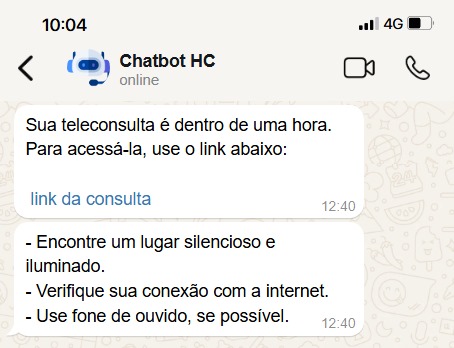 10:04
4G
Chatbot HC
online
Sua teleconsulta é dentro de uma hora.
Para acessá-la, use o link abaixo:
link da consulta
12:40
- Encontre um lugar silencioso e
iluminado.
- Verifique sua conexão com a internet.
- Use fone de ouvido, se possível.
12:40